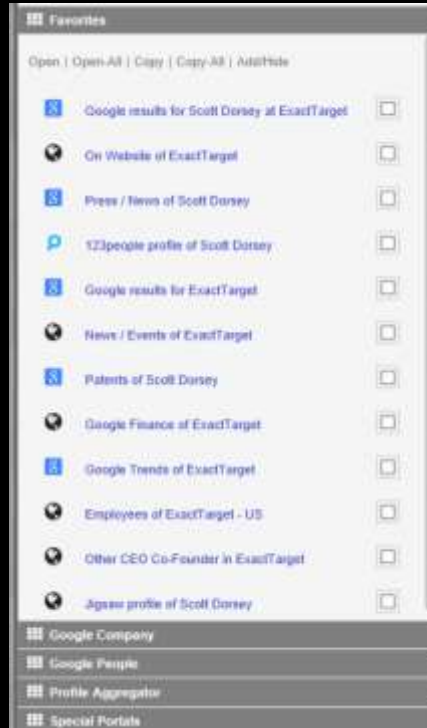 Favorites
Open | Open-All | Copy | Copy-All | Add/Hide
Google results for Scott Dorsey at ExactTarget
On Website of ExactTarget
Press / News of Scott Dorsey
123people profile of Scott Dorsey
Google results for ExactTarget
News / Events of ExactTarget
Patents of Scott Dorsey
Google Finance of ExactTarget
Google Trends of ExactTarget
Employees of ExactTarget - US
Other CEO Co-Founder in ExactTarget
Jigsaw profile of Scott Dorsey
Google Company
Google People
Profile Aggregator
Special Portals